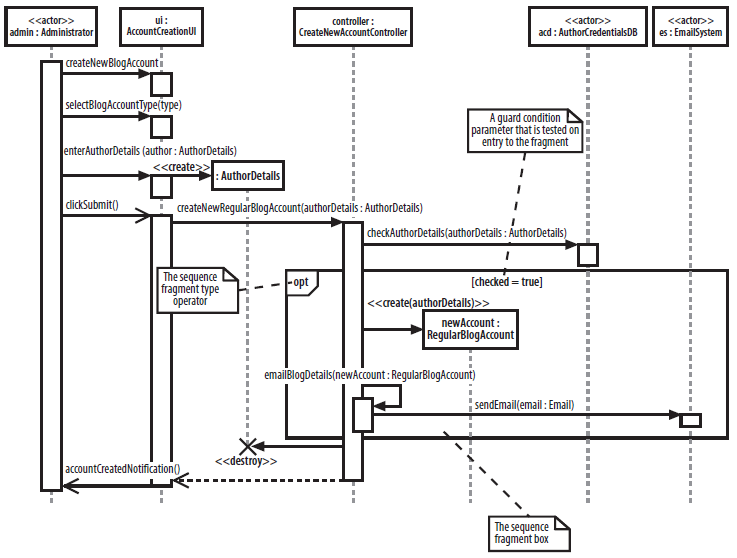 <<actor>>
admin : Administrator
ui :
AccountCreationUI
controller :
CreateNewAccountController
<<actor>>
acd : AuthorCredentialsDB
<<actor>>
es : EmailSystem
createNewBlogAccount
selectBlogAccountType(type)
A guard condition
parameter that is tested on
entry to the fragment
enterAuthorDetails (author : AuthorDetails)
<<create>>
: AuthorDetails
clickSubmit()
createNewRegularBlogAccount(authorDetails : AuthorDetails)
checkAuthorDetails(authorDetails : AuthorDetails)
The sequence
fragment type
operator
opt
[checked = true]
<<create(authorDetails)>>
newAccount :
RegularBlogAccount
emailBlogDetails(newAccount : RegularBlogAccount)
sendEmail(email : Email)
<<destroy>>
accountCreatedNotification()
The sequence
fragment box